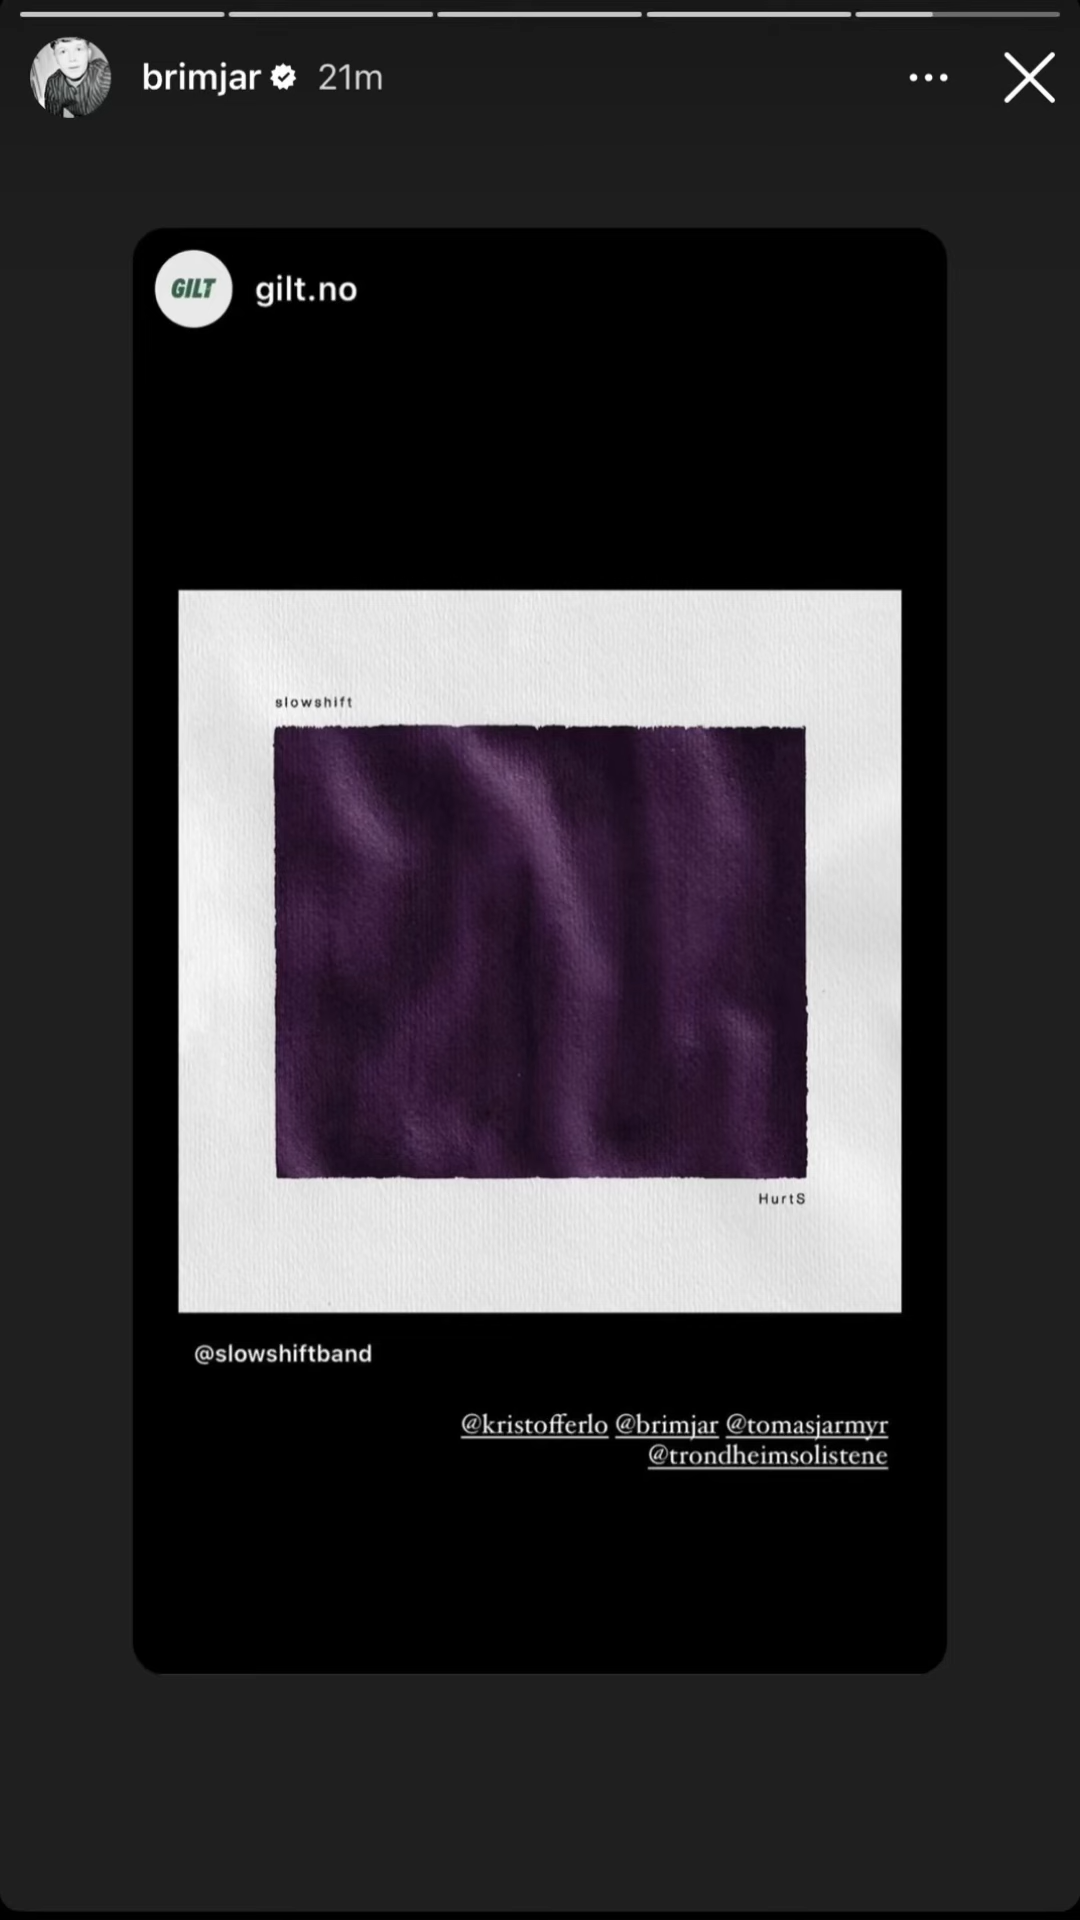 brimjar 21m
GILT gilt.no
slowshift
HurtS
@slowshiftband
@kristofferlo @brimjar @tomasjarmyr
@trondheimsolistene